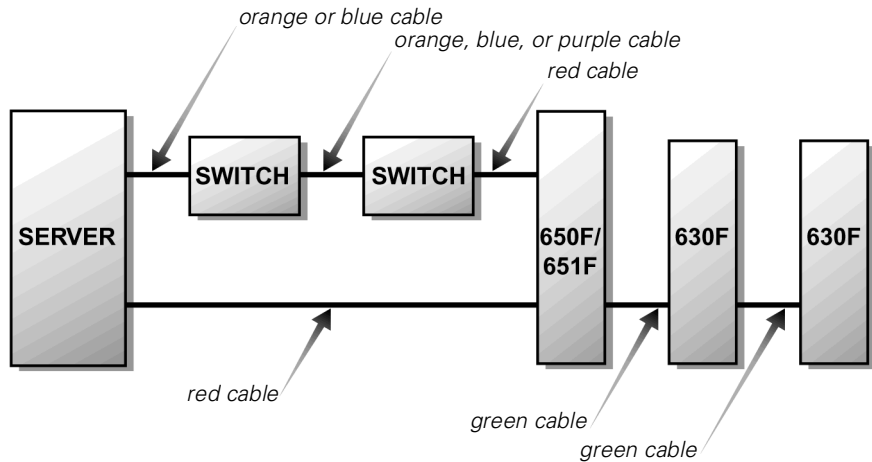 orange or blue cable
orange, blue, or purple cable
red cable
SWITCH
SWITCH
SERVER
650F/
651F
630F
630F
red cable
green cable
green cable